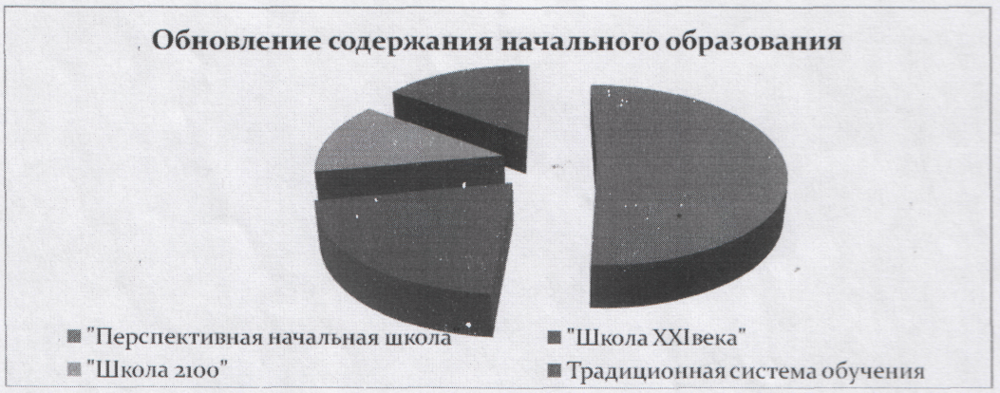 Обновление содержания начального образования
"Перспективная начальная школа"
"Школа XXIвека"
"Школа 2100"
Традиционная система обучения